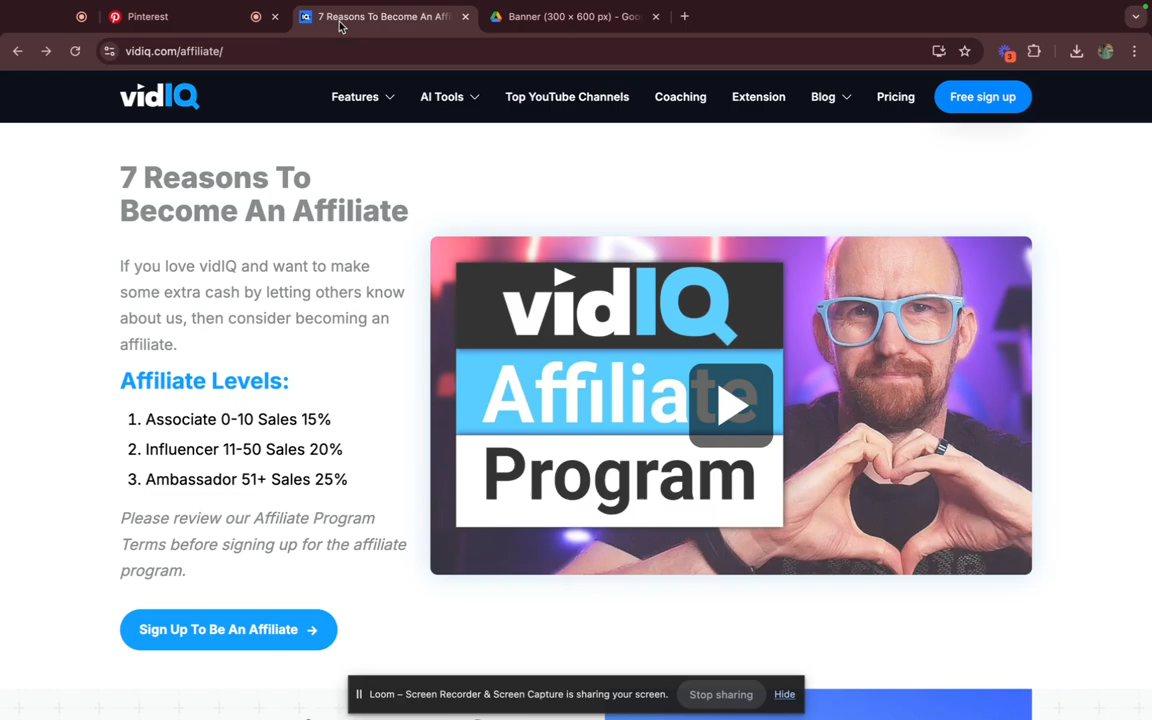 Pinterest
7 Reasons To Become An Affi
Banner (300 × 600 px) - Goo
vidiq.com/affiliate/
3
vidIQ
Features
AI Tools
Top YouTube Channels
Coaching
Extension
Blog
Pricing
Free sign up
7 Reasons To
Become An Affiliate
If you love vidIQ and want to make
some extra cash by letting others know
about us, then consider becoming an
affiliate.
Affiliate Levels:
1. Associate 0-10 Sales 15%
2. Influencer 11-50 Sales 20%
3. Ambassador 51+ Sales 25%
Please review our Affiliate Program
Terms before signing up for the affiliate
program.
Sign Up To Be An Affiliate →
vidIQ
Affiliate
Program
Loom – Screen Recorder & Screen Capture is sharing your screen.
Stop sharing
Hide